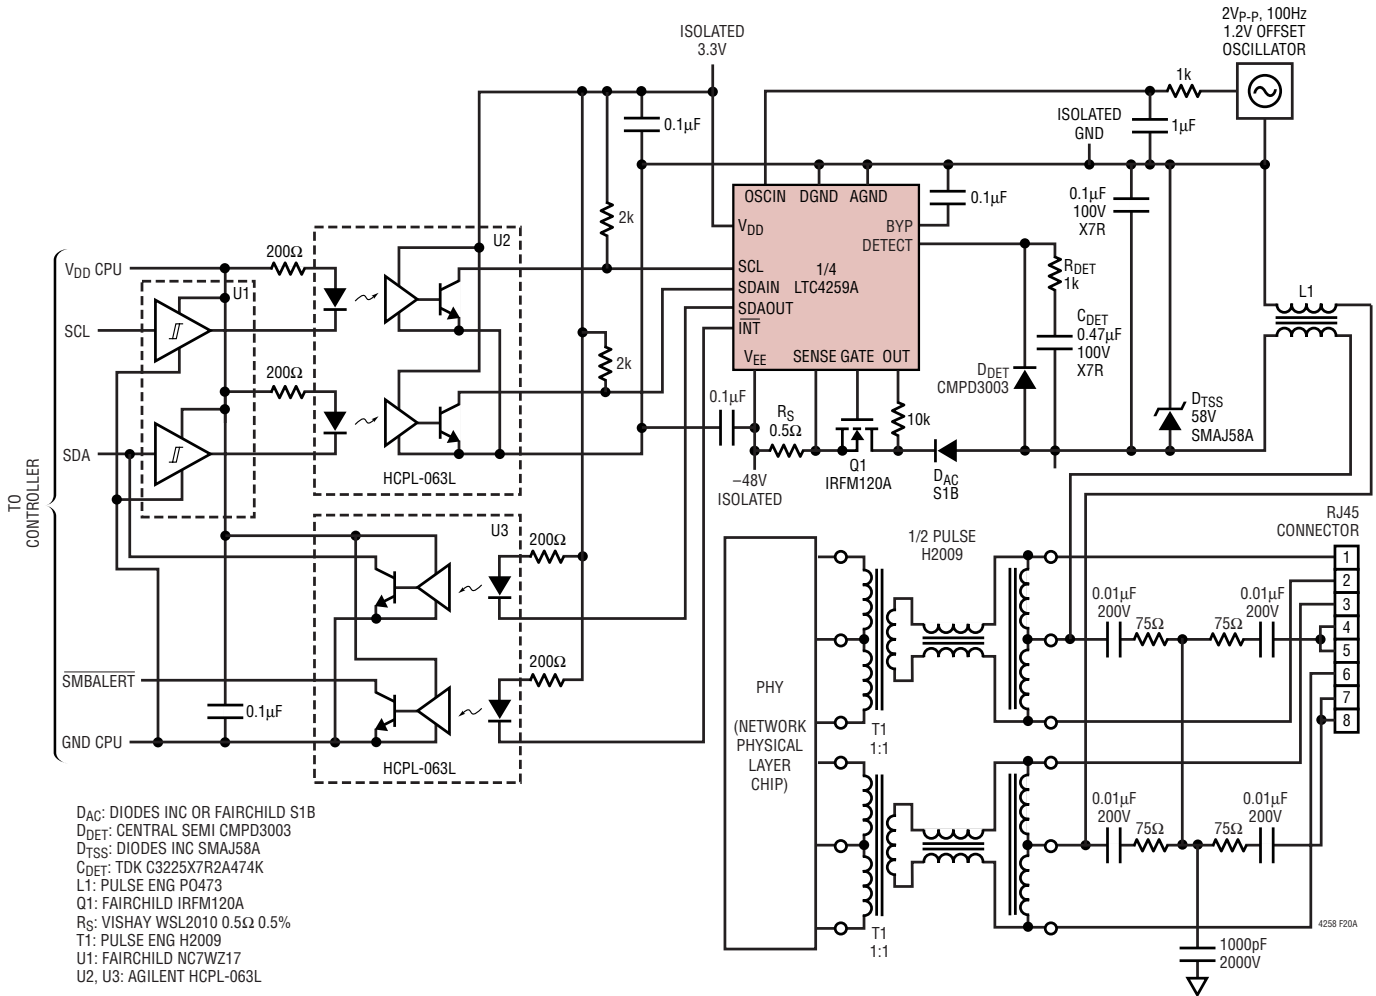 2VP-P, 100Hz
1.2V OFFSET
OSCILLATOR
ISOLATED
3.3V
1k
0.1µF
ISOLATED
GND
1µF
OSCIN DGND AGND
0.1µF
0.1µF
100V
X7R
2k
VDD
BYP
DETECT
U2
200Ω
VDD CPU
U1
SCL
SCL
SDAIN
SDAOUT
INT
1/4
LTC4259A
RDET
1k
L1
CDET
0.47µF
100V
X7R
VEE SENSE GATE OUT
200Ω
2k
DDET
CMPD3003
0.1µF
RS
0.5Ω
10k
DTSS
58V
SMAJ58A
SDA
HCPL-063L
Q1
IRFM120A
DAC
S1B
–48V
ISOLATED
TO
CONTROLLER
RJ45
CONNECTOR
U3
200Ω
1/2 PULSE
H2009
1
2
3
4
5
6
7
8
0.01µF
200V
75Ω
75Ω
0.01µF
200V
SMBALERT
200Ω
0.1µF
GND CPU
HCPL-063L
PHY
(NETWORK
PHYSICAL
LAYER
CHIP)
T1
1:1
0.01µF
200V
75Ω
75Ω
0.01µF
200V
T1
1:1
1000pF
2000V
4258 F20A
DAC: DIODES INC OR FAIRCHILD S1B
DDET: CENTRAL SEMI CMPD3003
DTSS: DIODES INC SMAJ58A
CDET: TDK C3225X7R2A474K
L1: PULSE ENG PO473
Q1: FAIRCHILD IRFM120A
RS: VISHAY WSL2010 0.5Ω 0.5%
T1: PULSE ENG H2009
U1: FAIRCHILD NC7WZ17
U2, U3: AGILENT HCPL-063L